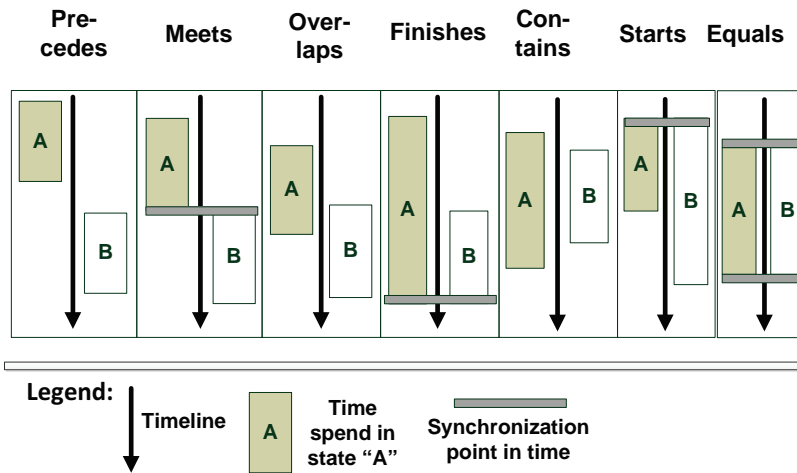 Pre-
cedes
Meets
Over-
laps
Finishes
Con-
tains
Starts
Equals
A
B
A
B
A
B
A
B
A
B
A
B
A
B
Legend:
Timeline
A
Time
spend in
state “A”
Synchronization
point in time